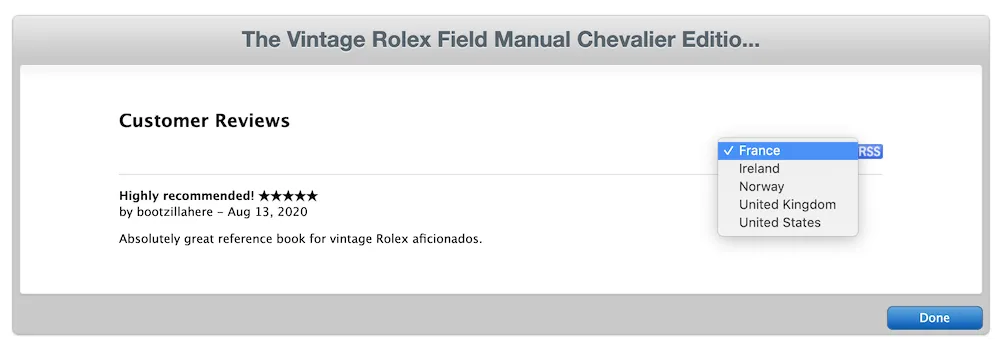 The Vintage Rolex Field Manual Chevalier Editio...
Customer Reviews
✓ France
RSS
Ireland
Norway
United Kingdom
United States
Highly recommended! ★★★★★
by bootzillahere – Aug 13, 2020
Absolutely great reference book for vintage Rolex aficionados.
Done